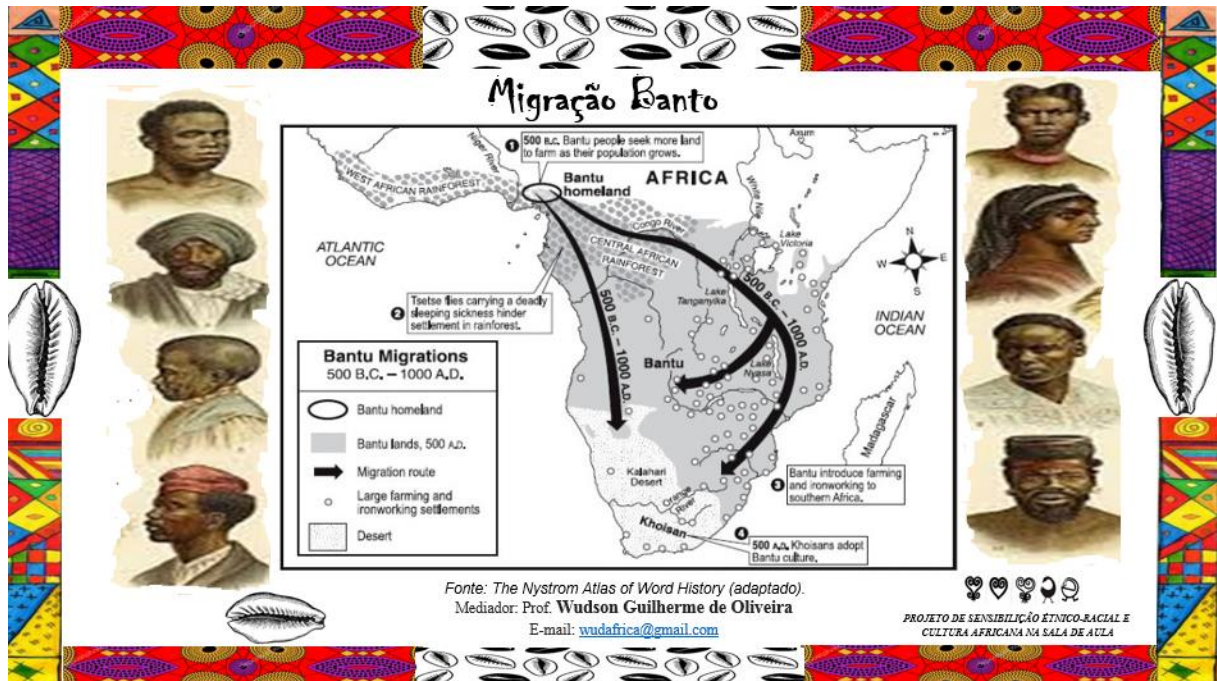 Migração Banto
1
500 B.C. Bantu people seek more land
to farm as their population grows.
Axum
Niger River
WEST AFRICAN RAINFOREST
Bantu
homeland
AFRICA
White Nile
Congo River
Lake
Victoria
ATLANTIC
OCEAN
CENTRAL AFRICAN
RAINFOREST
N
W
E
S
2
Tsetse flies carrying a deadly
sleeping sickness hinder
settlement in rainforest.
Lake
Tanganyika
500 B.C. – 1000 A.D.
500 B.C. – 1000 A.D.
INDIAN
OCEAN
Bantu
Lake
Nyasa
Madagascar
Bantu Migrations
500 B.C. – 1000 A.D.
Bantu homeland
Bantu lands, 500 A.D.
Migration route
Large farming and
ironworking settlements
Desert
Kalahari
Desert
Orange
River
Khoisan
3
Bantu introduce farming
and ironworking to
southern Africa.
4
500 A.D. Khoisans adopt
Bantu culture.
Fonte: The Nystrom Atlas of Word History (adaptado).
Mediador: Prof. Wudson Guilherme de Oliveira
E-mail: wudafrica@gmail.com
PROJETO DE SENSIBILIÇÃO ÉTNICO-RACIAL E
CULTURA AFRICANA NA SALA DE AULA